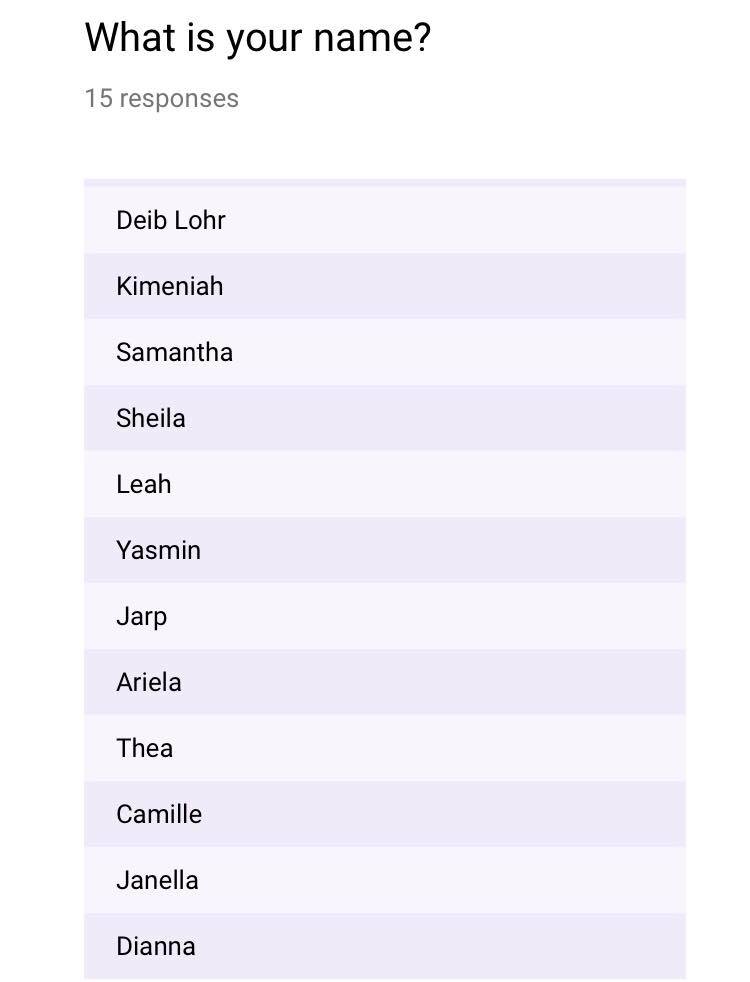 What is your name?
15 responses
Deib Lohr
Kimeniah
Samantha
Sheila
Leah
Yasmin
Jarp
Ariela
Thea
Camille
Janella
Dianna